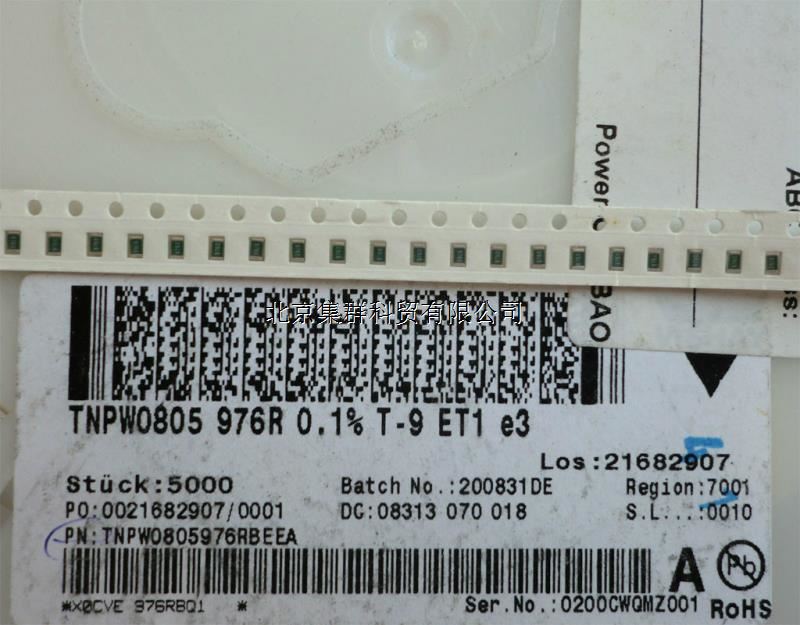 Power
BAO
北京集群科贸有限公司
TNPW0805 976R 0.1% T-9 ET1 e3
Los:21682907
Stück:5000
Batch No.:200831DE
Region:7001
PO:0021682907/0001
DC:08313 070 018
S.L...:0010
PN:TNPW0805976RBEEA
A
Pb
*X0CVE 976RBQ1 *
Ser.No.:0200CWQMZ001
RoHS